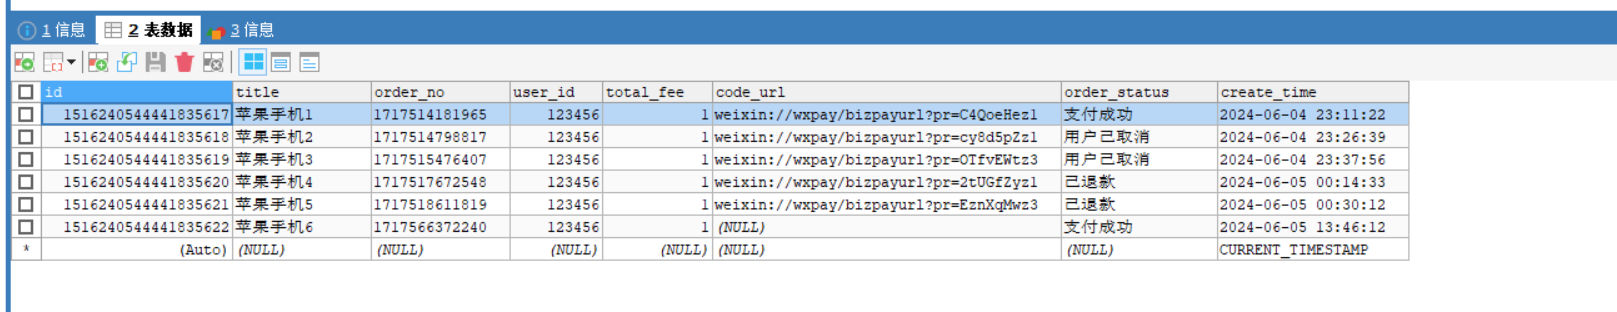 1 信息 2 表数据 3 信息
id title order_no user_id total_fee code_url order_status create_time
1516240544441835617 苹果手机1 1717514181965 123456 1 weixin://wxpay/bizpayurl?pr=C4QoeHezl 支付成功 2024-06-04 23:11:22
1516240544441835618 苹果手机2 1717514798817 123456 1 weixin://wxpay/bizpayurl?pr=cy8d5pZzl 用户已取消 2024-06-04 23:26:39
1516240544441835619 苹果手机3 1717515476407 123456 1 weixin://wxpay/bizpayurl?pr=OTfvEWtz3 用户已取消 2024-06-04 23:37:56
1516240544441835620 苹果手机4 1717517672548 123456 1 weixin://wxpay/bizpayurl?pr=2tUGfZyzl 已退款 2024-06-05 00:14:33
1516240544441835621 苹果手机5 1717518611819 123456 1 weixin://wxpay/bizpayurl?pr=EznXqMwz3 已退款 2024-06-05 00:30:12
1516240544441835622 苹果手机6 1717566372240 123456 1 (NULL) 支付成功 2024-06-05 13:46:12
* (Auto) (NULL) (NULL) (NULL) (NULL) (NULL) (NULL) CURRENT_TIMESTAMP